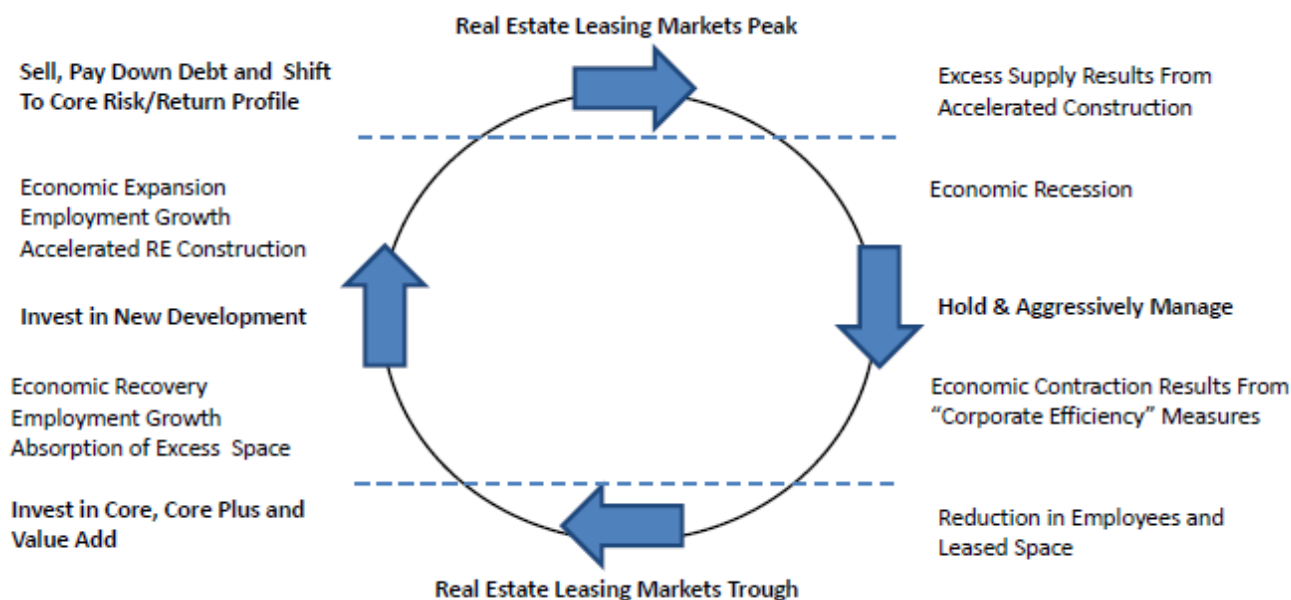 Real Estate Leasing Markets Peak
Sell, Pay Down Debt and Shift
To Core Risk/Return Profile
Excess Supply Results From
Accelerated Construction
Economic Expansion
Employment Growth
Accelerated RE Construction
Economic Recession
Invest in New Development
Hold & Aggressively Manage
Economic Recovery
Employment Growth
Absorption of Excess Space
Economic Contraction Results From
“Corporate Efficiency” Measures
Invest in Core, Core Plus and
Value Add
Reduction in Employees and
Leased Space
Real Estate Leasing Markets Trough